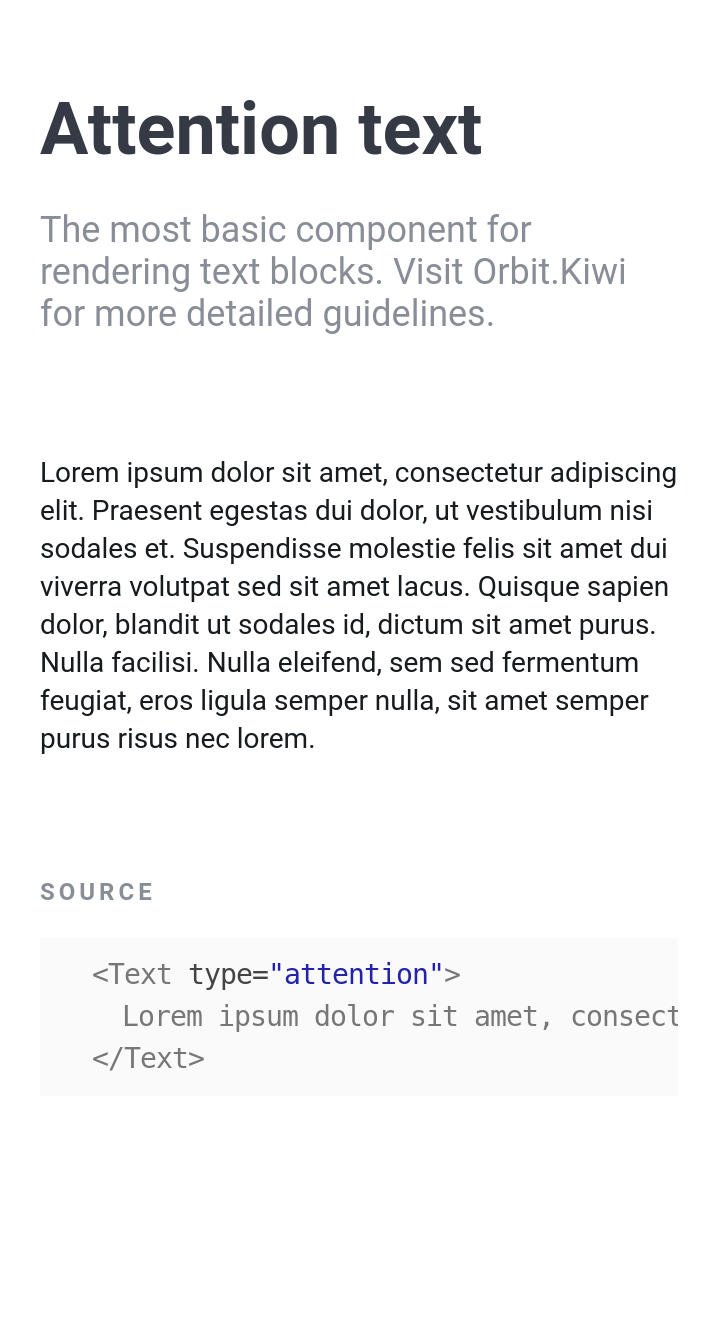 Attention text
The most basic component for
rendering text blocks. Visit Orbit.Kiwi
for more detailed guidelines.
Lorem ipsum dolor sit amet, consectetur adipiscing
elit. Praesent egestas dui dolor, ut vestibulum nisi
sodales et. Suspendisse molestie felis sit amet dui
viverra volutpat sed sit amet lacus. Quisque sapien
dolor, blandit ut sodales id, dictum sit amet purus.
Nulla facilisi. Nulla eleifend, sem sed fermentum
feugiat, eros ligula semper nulla, sit amet semper
purus risus nec lorem.
SOURCE
<Text type="attention">
Lorem ipsum dolor sit amet, consect
</Text>